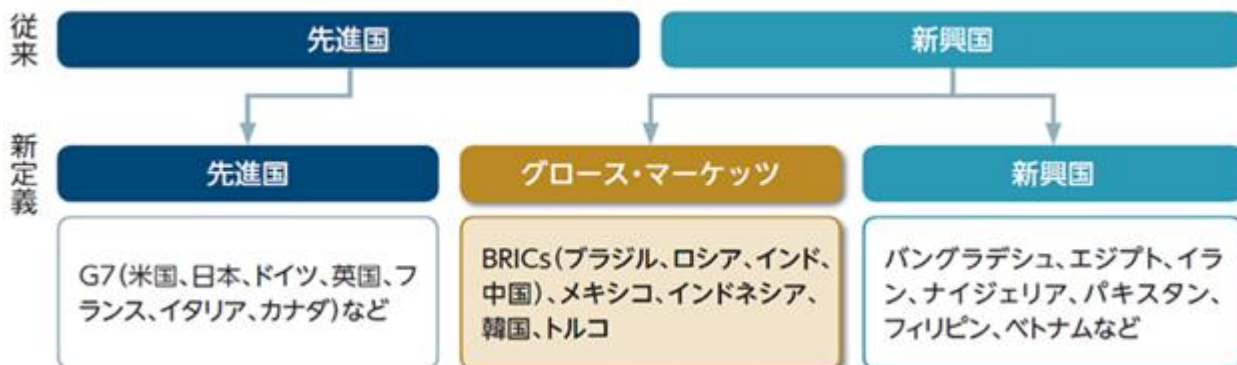 従来
先進国
新興国
新定義
先進国
グロース・マーケッツ
新興国
G7(米国、日本、ドイツ、英国、フ
ランス、イタリア、カナダ)など
BRICs(ブラジル、ロシア、インド、
中国)、メキシコ、インドネシア、
韓国、トルコ
バングラデシュ、エジプト、イラ
ン、ナイジェリア、パキスタン、
フィリピン、ベトナムなど